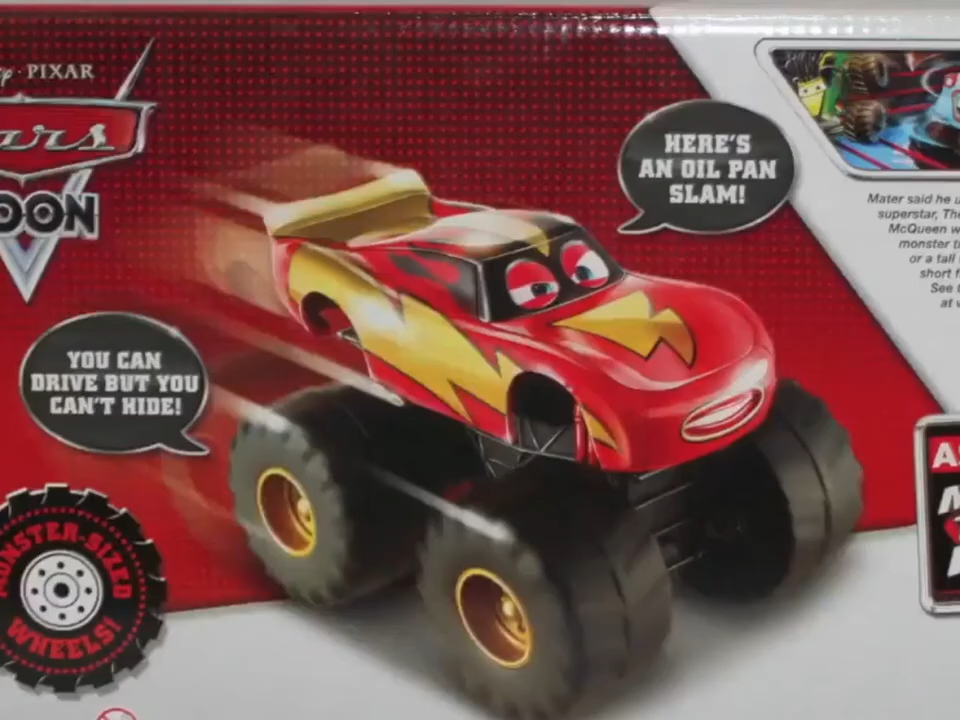 PIXAR
HERE'S
AN OIL PAN
SLAM!
YOU CAN
DRIVE BUT YOU
CAN'T HIDE!
MONSTER-SIZED
WHEELS!
Mater said he
superstar, The
McQueen
monster
or a tall
short
See
at